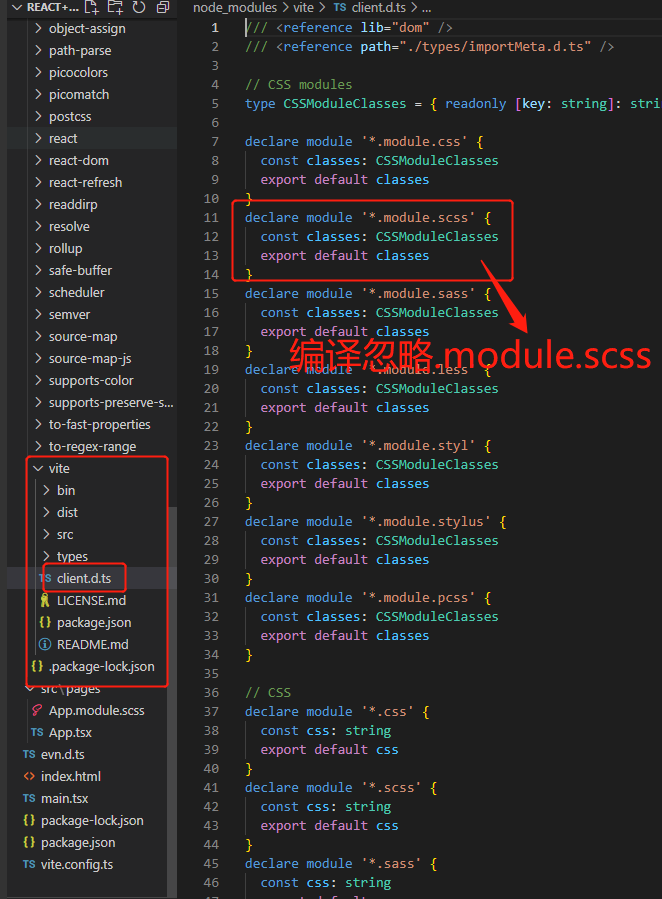 REACT+...
object-assign
path-parse
picocolors
picomatch
postcss
react
react-dom
react-refresh
readdirp
resolve
rollup
safe-buffer
scheduler
semver
source-map
source-map-js
supports-color
supports-preserve-s...
to-fast-properties
to-regex-range
vite
bin
dist
src
types
TS client.d.ts
LICENSE.md
{} package.json
README.md
{} .package-lock.json
src\pages
App.module.scss
TS App.tsx
TS evn.d.ts
<> index.html
TS main.tsx
{} package-lock.json
{} package.json
TS vite.config.ts
node_modules > vite > TS client.d.ts > ...
1 /// <reference lib="dom" />
2 /// <reference path="./types/importMeta.d.ts" />
3
4 // CSS modules
5 type CSSModuleClasses = { readonly [key: string]: stri
6
7 declare module '*.module.css' {
8 const classes: CSSModuleClasses
9 export default classes
10 }
11 declare module '*.module.scss' {
12 const classes: CSSModuleClasses
13 export default classes
14 }
15 declare module '*.module.sass' {
16 const classes: CSSModuleClasses
17 export default classes
18 }
编译忽略 module.scss
19 declare module '*.module.less' {
20 const classes: CSSModuleClasses
21 export default classes
22 }
23 declare module '*.module.styl' {
24 const classes: CSSModuleClasses
25 export default classes
26 }
27 declare module '*.module.stylus' {
28 const classes: CSSModuleClasses
29 export default classes
30 }
31 declare module '*.module.pcss' {
32 const classes: CSSModuleClasses
33 export default classes
34 }
35
36 // CSS
37 declare module '*.css' {
38 const css: string
39 export default css
40 }
41 declare module '*.scss' {
42 const css: string
43 export default css
44 }
45 declare module '*.sass' {
46 const css: string